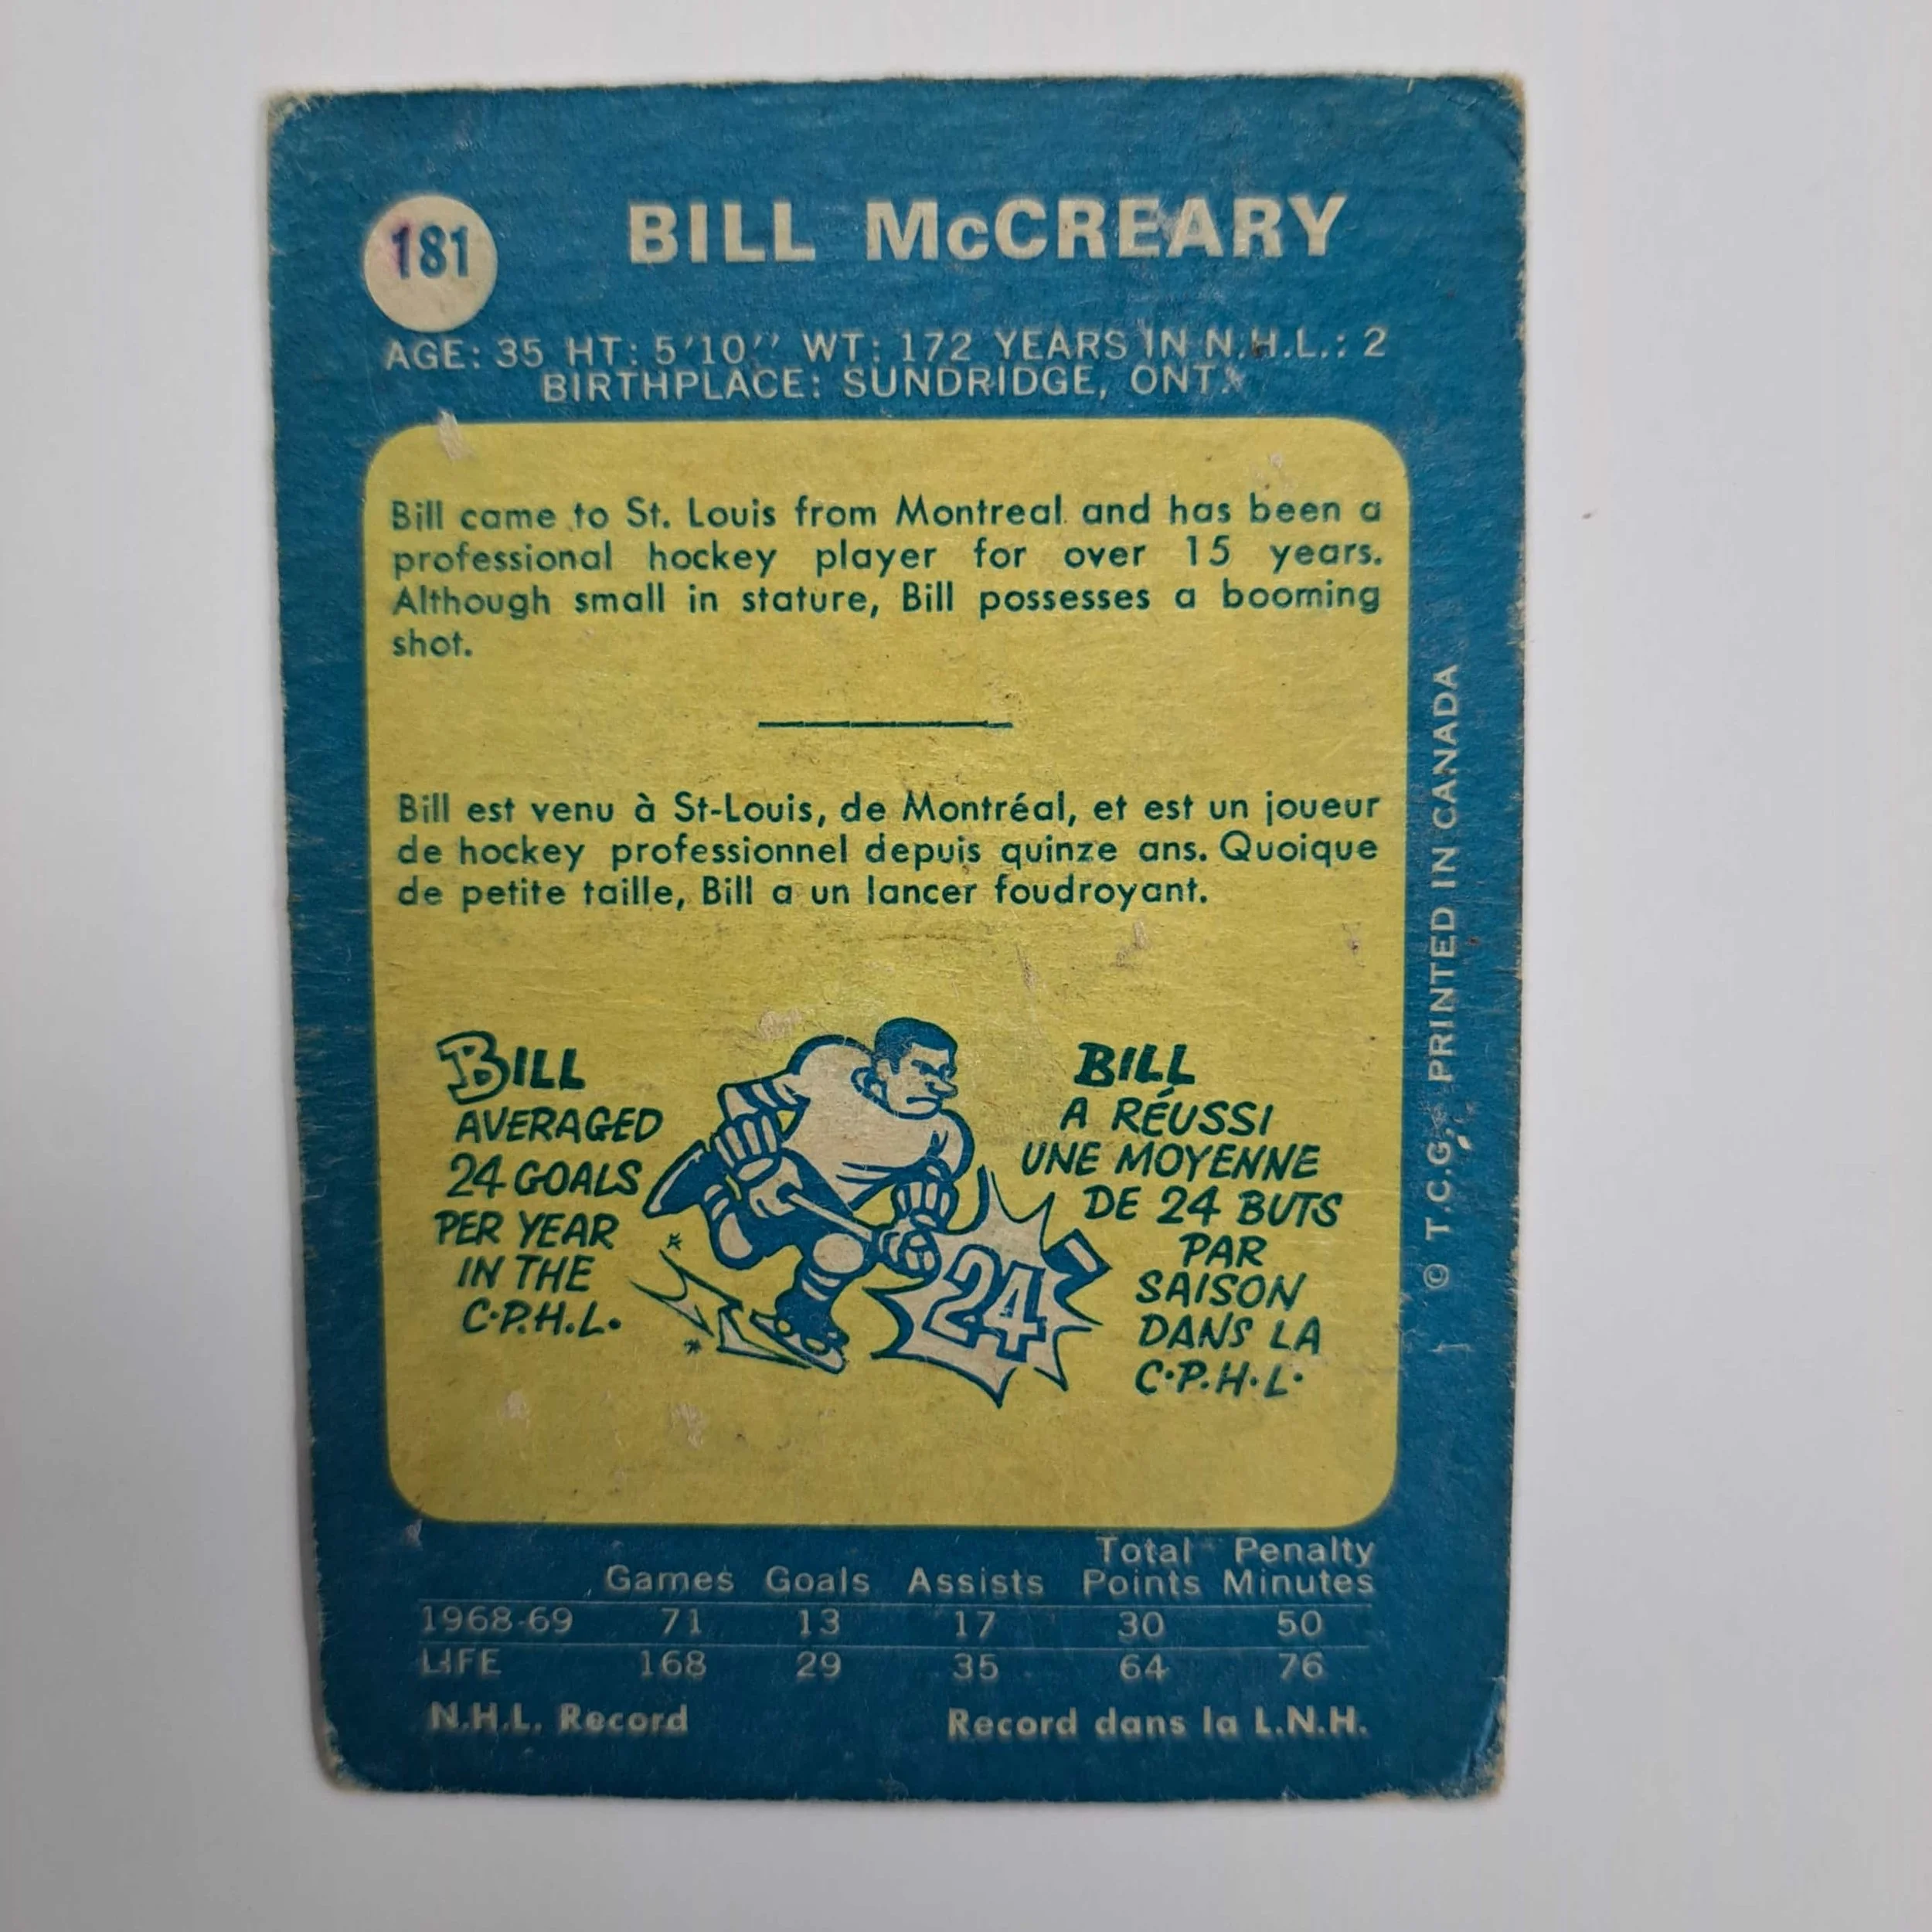 181
BILL McCREARY
AGE: 35 HT: 5'10'' WT: 172 YEARS IN N.H.L.: 2
BIRTHPLACE: SUNDRIDGE, ONT.
Bill came to St. Louis from Montreal and has been a
professional hockey player for over 15 years.
Although small in stature, Bill possesses a booming
shot.
Bill est venu à St-Louis, de Montréal, et est un joueur
de hockey professionnel depuis quinze ans. Quoique
de petite taille, Bill a un lancer foudroyant.
BILL
AVERAGED
24 GOALS
PER YEAR
IN THE
C.P.H.L.
24
BILL
A RÉUSSI
UNE MOYENNE
DE 24 BUTS
PAR
SAISON
DANS LA
C.P.H.L.
© T.C.G. PRINTED IN CANADA
Total Penalty
Games Goals Assists Points Minutes
1968-69 71 13 17 30 50
LIFE 168 29 35 64 76
N.H.L. Record Record dans la L.N.H.